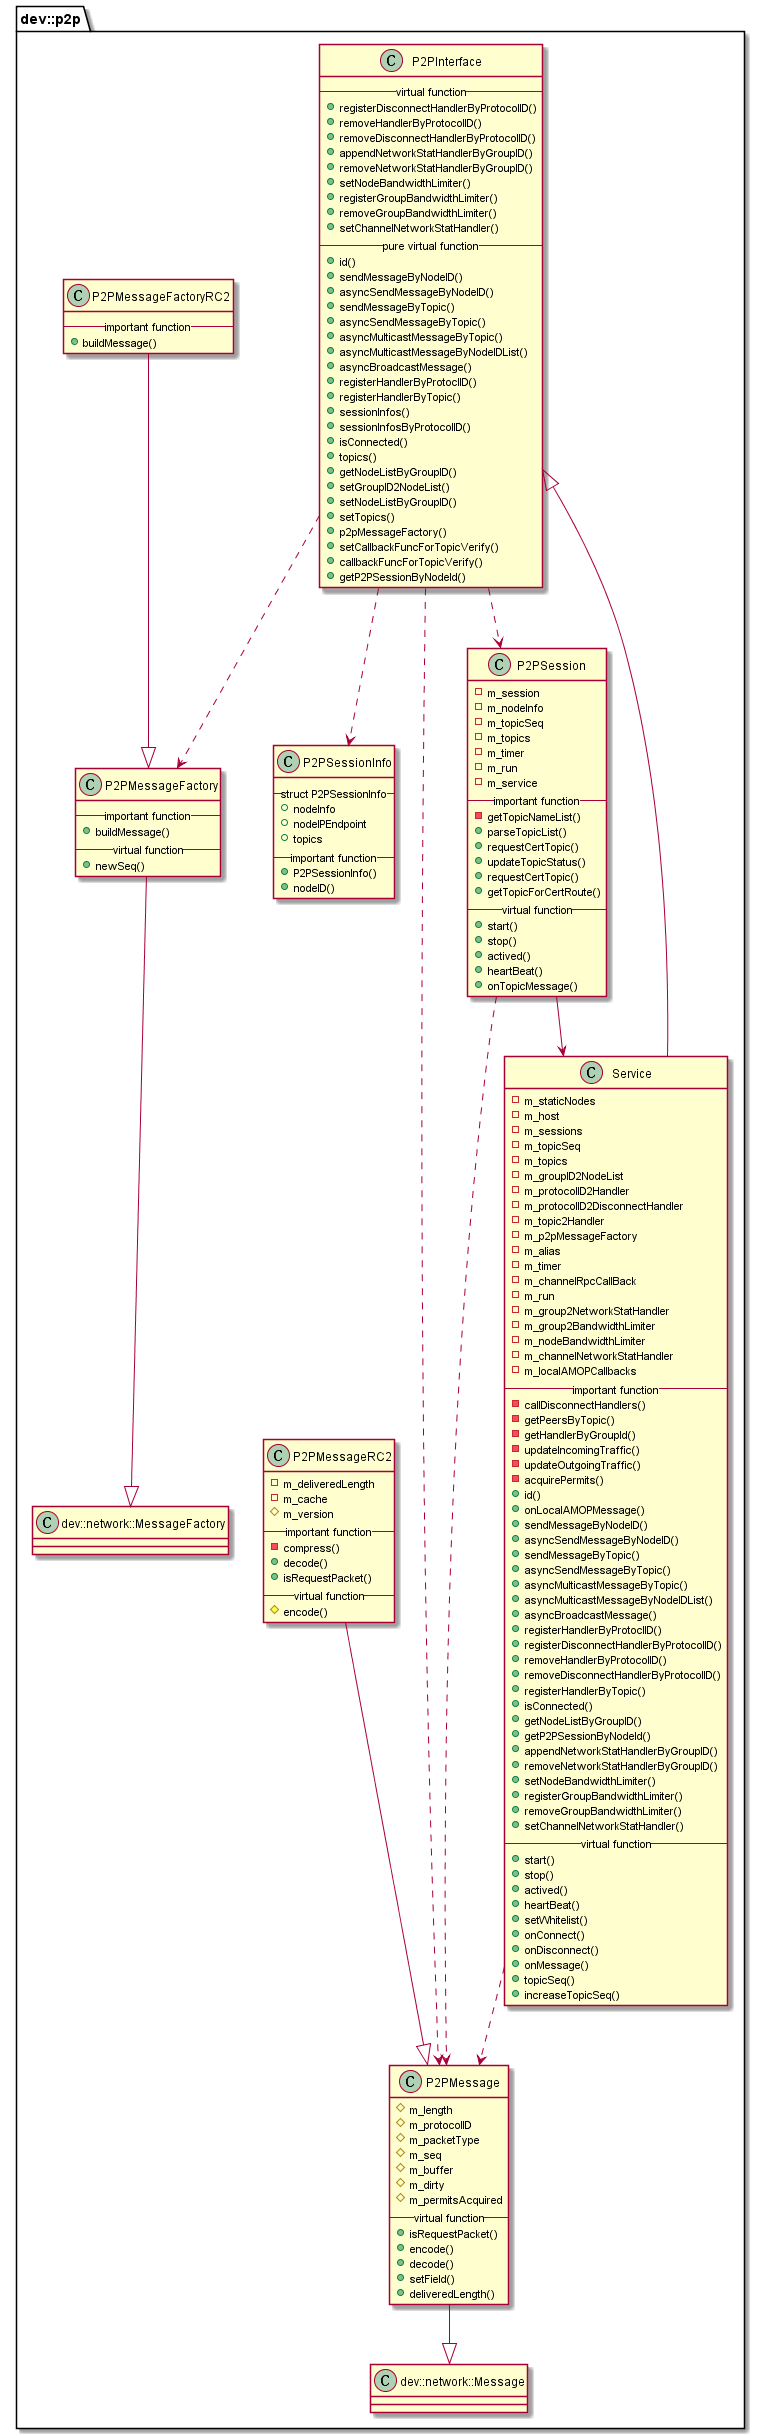 dev::p2p
C P2PInterface
virtual function
registerDisconnectHandlerByProtocolID()
removeHandlerByProtocolID()
removeDisconnectHandlerByProtocolID()
appendNetworkStatHandlerByGroupID()
removeNetworkStatHandlerByGroupID()
setNodeBandwidthLimiter()
registerGroupBandwidthLimiter()
removeGroupBandwidthLimiter()
setChannelNetworkStatHandler()
pure virtual function
id()
sendMessageByNodeID()
asyncSendMessageByNodeID()
sendMessageByTopic()
asyncSendMessageByTopic()
asyncMulticastMessageByTopic()
asyncMulticastMessageByNodeIDList()
asyncBroadcastMessage()
registerHandlerByProtoclID()
registerHandlerByTopic()
sessionInfos()
sessionInfosByProtocolID()
isConnected()
topics()
getNodeListByGroupID()
setGroupID2NodeList()
setNodeListByGroupID()
setTopics()
p2pMessageFactory()
setCallbackFuncForTopicVerify()
callbackFuncForTopicVerify()
getP2PSessionByNodeId()
C P2PMessageFactoryRC2
important function
buildMessage()
C P2PSession
m_session
m_nodeInfo
m_topicSeq
m_topics
m_timer
m_run
m_service
important function
getTopicNameList()
parseTopicList()
requestCertTopic()
updateTopicStatus()
requestCertTopic()
getTopicForCertRoute()
virtual function
start()
stop()
actived()
heartBeat()
onTopicMessage()
C P2PMessageFactory
important function
buildMessage()
virtual function
newSeq()
C P2PSessionInfo
struct P2PSessionInfo
nodeInfo
nodeIPEndpoint
topics
important function
P2PSessionInfo()
nodeID()
C Service
m_staticNodes
m_host
m_sessions
m_topicSeq
m_topics
m_groupID2NodeList
m_protocolID2Handler
m_protocolID2DisconnectHandler
m_topic2Handler
m_p2pMessageFactory
m_alias
m_timer
m_channelRpcCallBack
m_run
m_group2NetworkStatHandler
m_group2BandwidthLimiter
m_nodeBandwidthLimiter
m_channelNetworkStatHandler
m_localAMOPCallbacks
important function
callDisconnectHandlers()
getPeersByTopic()
getHandlerByGroupId()
updateIncomingTraffic()
updateOutgoingTraffic()
acquirePermits()
id()
onLocalAMOPMessage()
sendMessageByNodeID()
asyncSendMessageByNodeID()
sendMessageByTopic()
asyncSendMessageByTopic()
asyncMulticastMessageByTopic()
asyncMulticastMessageByNodeIDList()
asyncBroadcastMessage()
registerHandlerByProtoclID()
registerDisconnectHandlerByProtocolID()
removeHandlerByProtocolID()
removeDisconnectHandlerByProtocolID()
registerHandlerByTopic()
isConnected()
getNodeListByGroupID()
getP2PSessionByNodeId()
appendNetworkStatHandlerByGroupID()
removeNetworkStatHandlerByGroupID()
setNodeBandwidthLimiter()
registerGroupBandwidthLimiter()
removeGroupBandwidthLimiter()
setChannelNetworkStatHandler()
virtual function
start()
stop()
actived()
heartBeat()
setWhitelist()
onConnect()
onDisconnect()
onMessage()
topicSeq()
increaseTopicSeq()
C P2PMessageRC2
m_deliveredLength
m_cache
m_version
important function
compress()
decode()
isRequestPacket()
virtual function
encode()
C dev::network::MessageFactory
C P2PMessage
m_length
m_protocolID
m_packetType
m_seq
m_buffer
m_dirty
m_permitsAcquired
virtual function
isRequestPacket()
encode()
decode()
setField()
deliveredLength()
C dev::network::Message